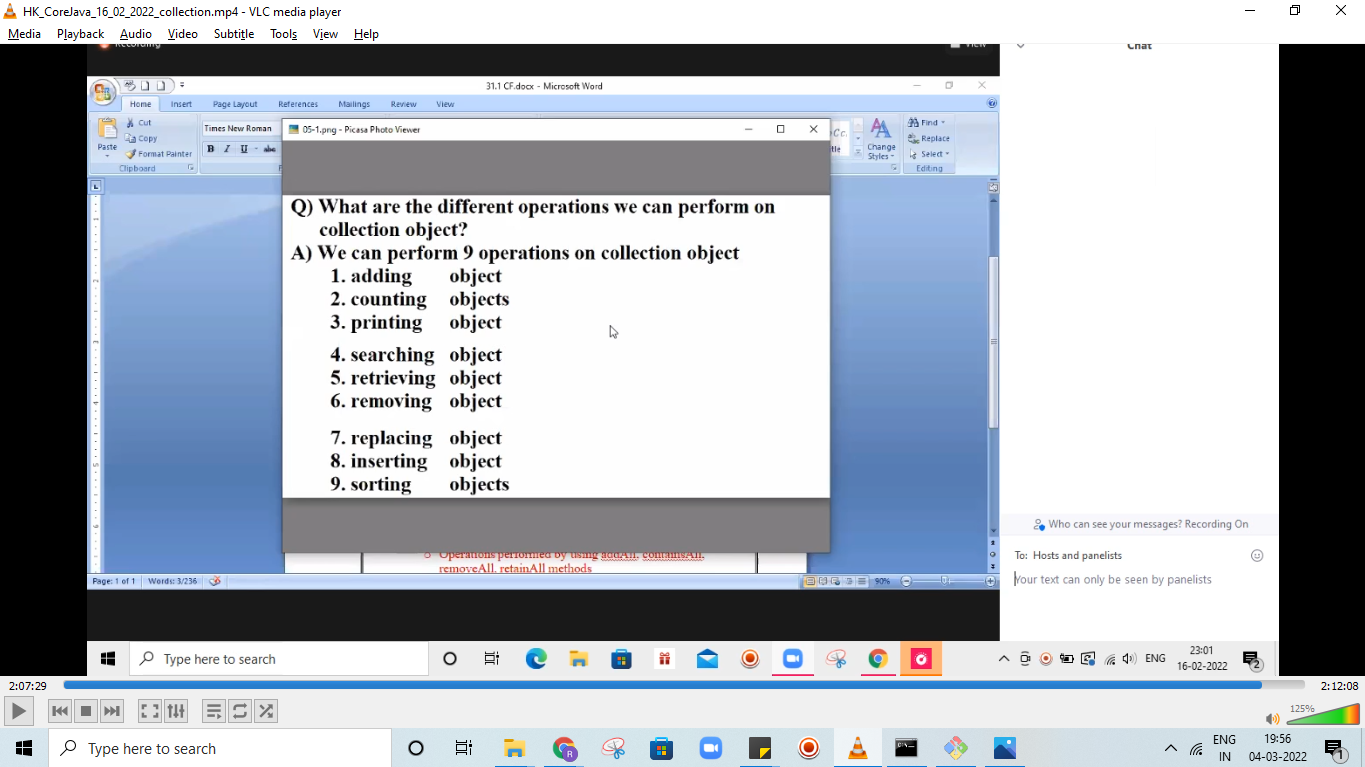 HK_CoreJava_16_02_2022_collection.mp4 - VLC media player
Media Playback Audio Video Subtitle Tools View Help
Recording
View
Chat
31.1 CF.docx - Microsoft Word
Home Insert Page Layout References Mailings Review View
Cut
Copy
Format Painter
Paste
Clipboard
Times New Roman
B I U abc
05-1.png - Picasa Photo Viewer
Change
Styles
Find
Replace
Select
Editing
Q) What are the different operations we can perform on
collection object?
A) We can perform 9 operations on collection object
1. adding object
2. counting objects
3. printing object
4. searching object
5. retrieving object
6. removing object
7. replacing object
8. inserting object
9. sorting objects
Operations performed by using addAll, containsAll,
removeAll, retainAll methods
Page: 1 of 1 Words: 3/236
90%
Who can see your messages? Recording On
To: Hosts and panelists
Your text can only be seen by panelists
Type here to search
ENG
23:01
16-02-2022
2
2:07:29
2:12:08
125%
Type here to search
ENG
IN
19:56
04-03-2022
1